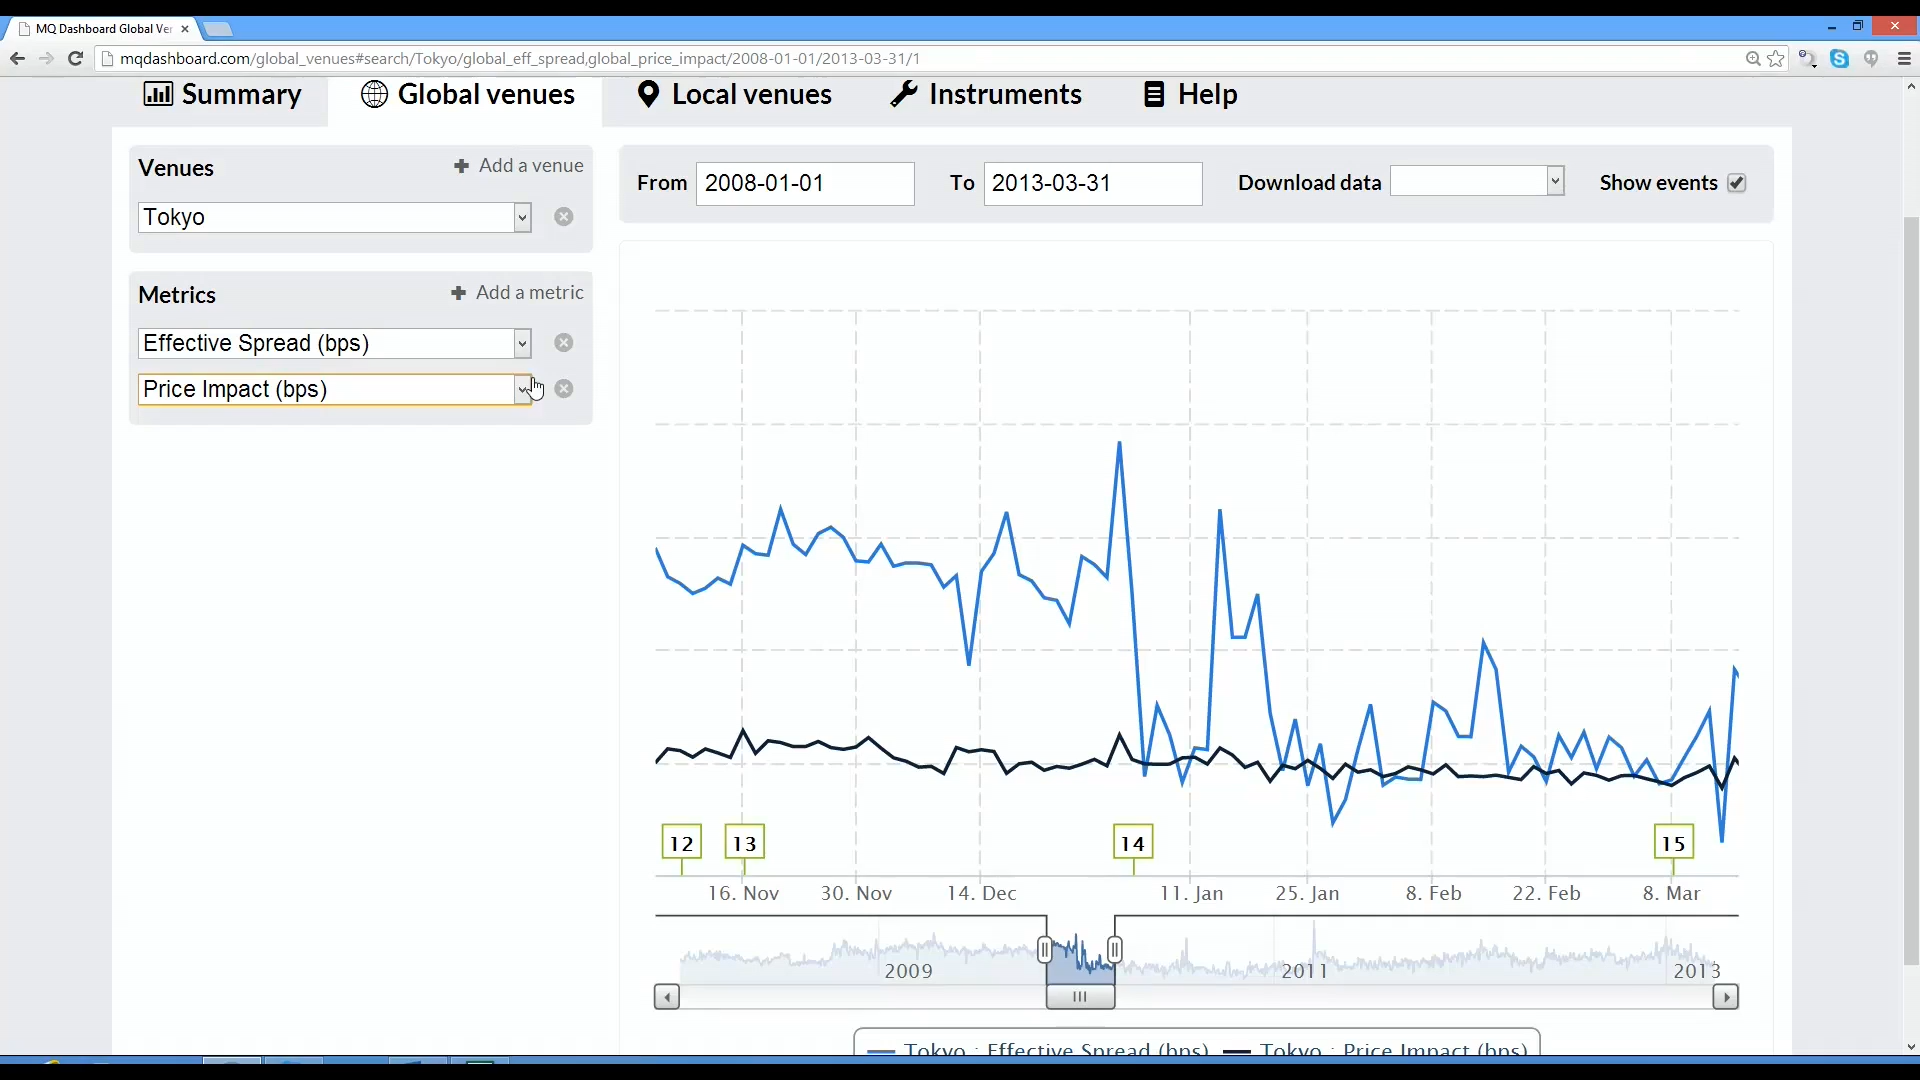 MQ Dashboard Global Ve
mqdashboard.com/global_venues#search/Tokyo/global_eff_spread,global_price_impact/2008-01-01/2013-03-31/1
Summary
Global venues
Local venues
Instruments
Help
Venues
Add a venue
Tokyo
From
2008-01-01
To
2013-03-31
Download data
Show events
Metrics
Add a metric
Effective Spread (bps)
Price Impact (bps)
12
13
14
15
16. Nov
30. Nov
14. Dec
11. Jan
25. Jan
8. Feb
22. Feb
8. Mar
2009
2011
2013
Tokyo : Effective Spread (bps)
Tokyo : Price Impact (bps)